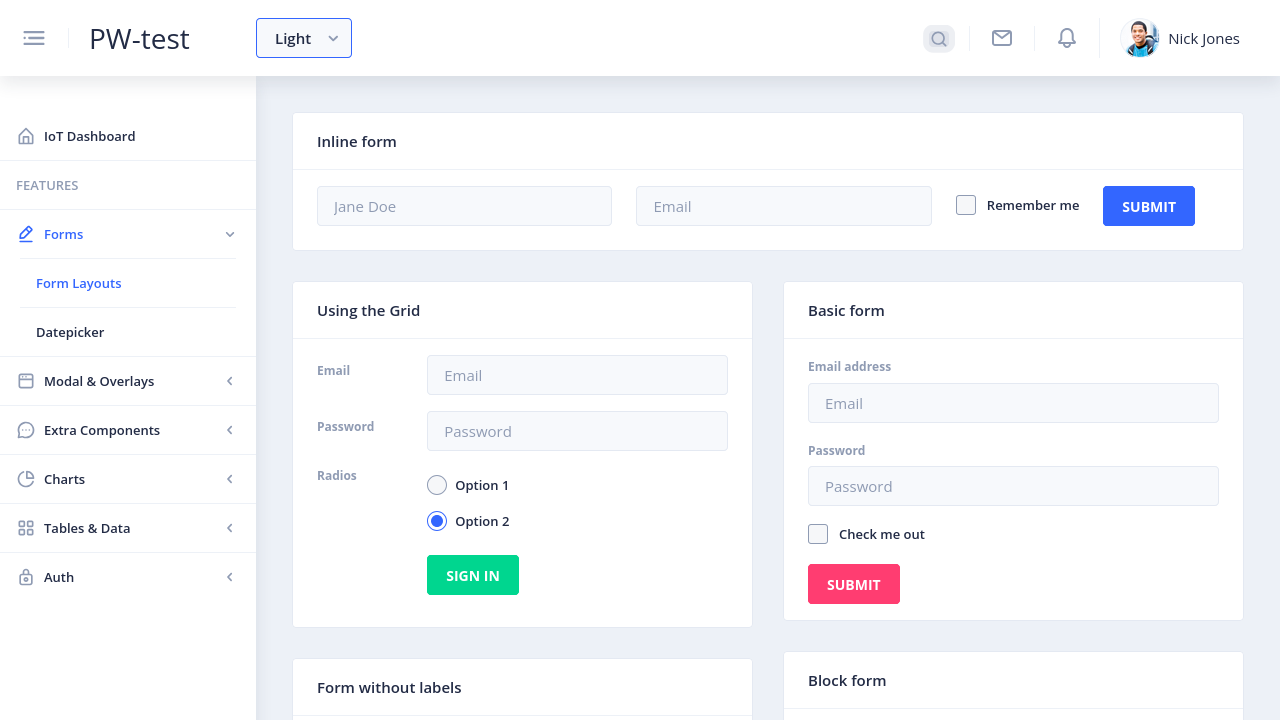 PW-test
Light
Nick Jones
IoT Dashboard
FEATURES
Forms
Form Layouts
Datepicker
Modal & Overlays
Extra Components
Charts
Tables & Data
Auth
Inline form
Jane Doe
Email
Remember me
SUBMIT
Using the Grid
Email
Email
Password
Password
Radios
Option 1
Option 2
SIGN IN
Basic form
Email address
Email
Password
Password
Check me out
SUBMIT
Form without labels
Block form